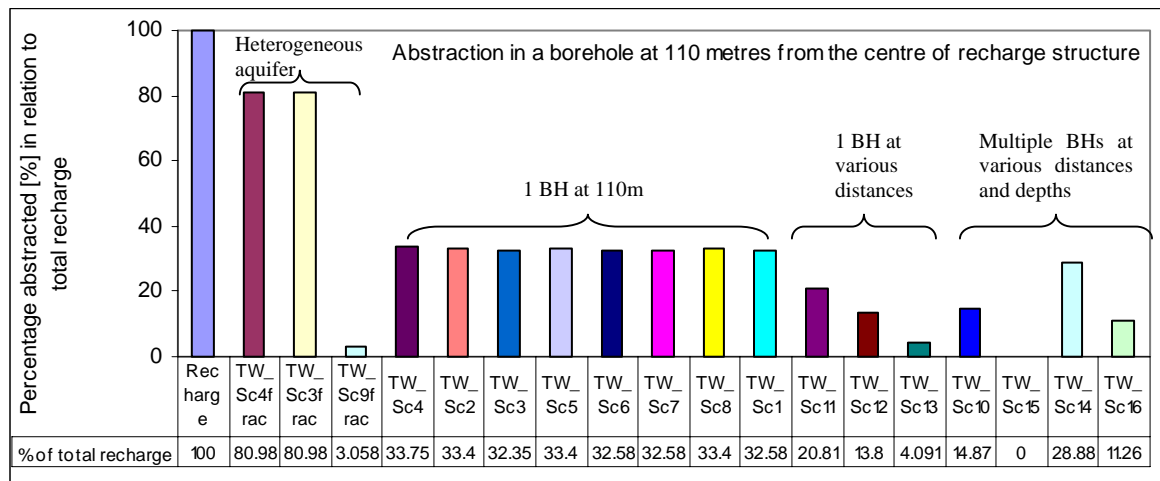 Percentage abstracted [%] in relation to
total recharge
100
80
60
40
20
0
Heterogeneous
aquifer
Abstraction in a borehole at 110 metres from the centre of recharge structure
1 BH at 110m
1 BH at
various
distances
Multiple BHs at
various distances
and depths
Rec
harg
e
TW_
Sc4f
rac
TW_
Sc3f
rac
TW_
Sc9f
rac
TW_
Sc4
TW_
Sc2
TW_
Sc3
TW_
Sc5
TW_
Sc6
TW_
Sc7
TW_
Sc8
TW_
Sc1
TW_
Sc11
TW_
Sc12
TW_
Sc13
TW_
Sc10
TW_
Sc15
TW_
Sc14
TW_
Sc16
% of total recharge 100 80.98 80.98 3.058 33.75 33.4 32.35 33.4 32.58 32.58 33.4 32.58 20.81 13.8 4.091 14.87 0 28.88 11.26